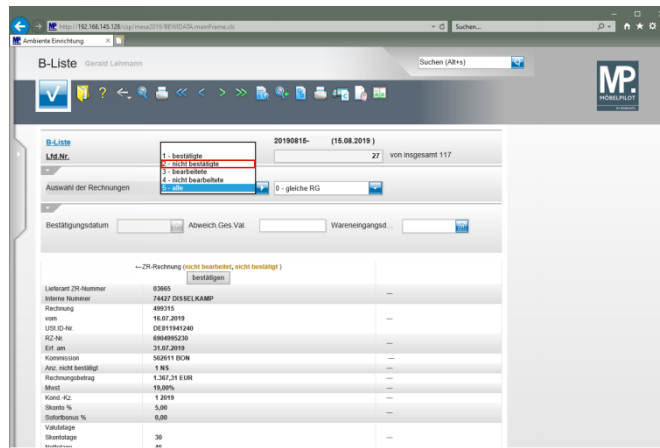 http://192.168.145.128/csp/mese2019/BEWIDATA.mainFrame.cls
Suchen...
Ambiente Einrichtung
B-Liste Gerald Lehmann
Suchen (Alt+s)
MP.
MÖBELPILOT
B-Liste 20190815- (15.08.2019 )
Lfd.Nr. 27 von insgesamt 117
1 - bestätigte
2 - nicht bestätigte
3 - bearbeitete
4 - nicht bearbeitete
5 - alle
Auswahl der Rechnungen 0 - gleiche RG
Bestätigungsdatum Abweich.Ges.Val. Wareneingangsd...
←ZR-Rechnung (nicht bearbeitet, nicht bestätigt )
bestätigen
Lieferant ZR-Nummer 03665
Interne Nummer 74427 DISSELKAMP
Rechnung 499315
vom 16.07.2019
USt.ID-Nr. DE811941240
RZ-Nr. 6904995230
Erf. am 31.07.2019
Kommission 502611 BON
Anz. nicht bestätigt 1 NS
Rechnungsbetrag 1.367,31 EUR
Mwst 19,00%
Kond.-Kz. 1 2019
Skonto % 5,00
Sofortbonus % 0,00
Valutatage
Skontotage 30
Nettotage